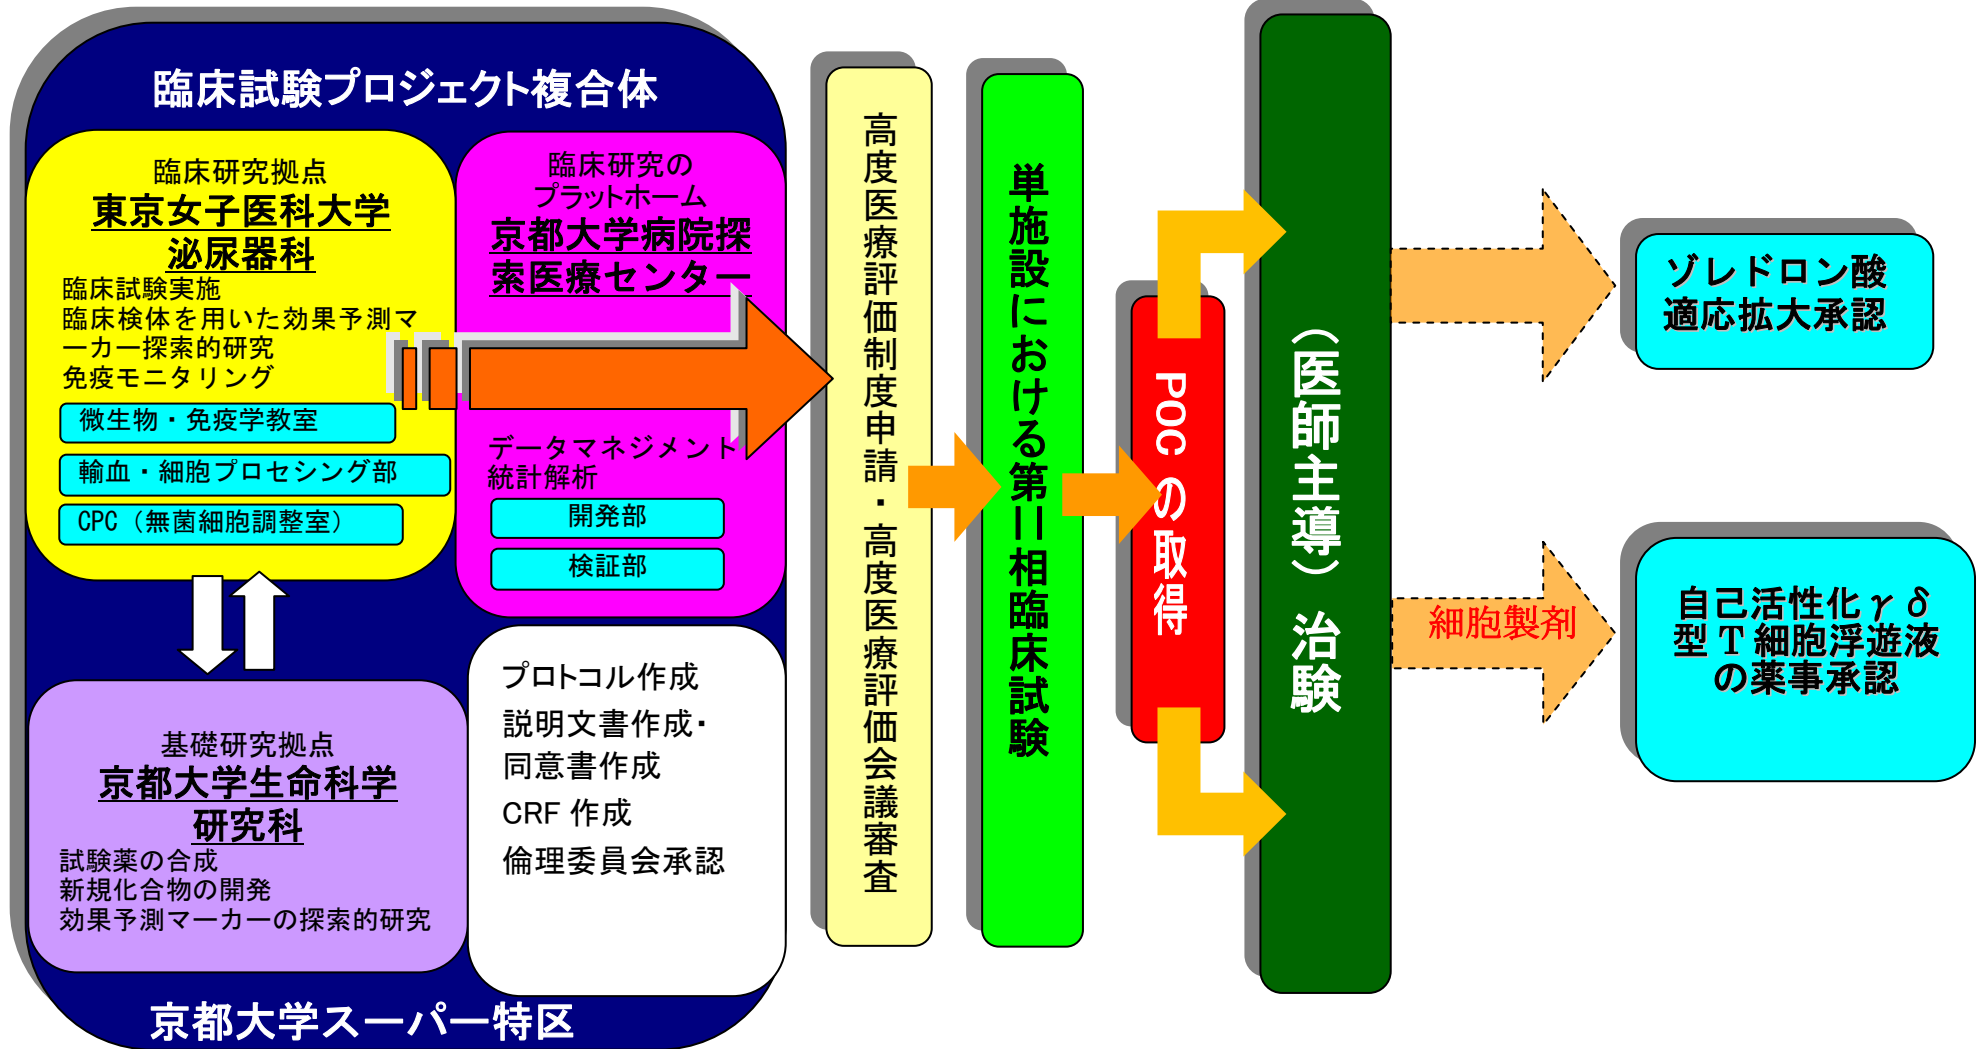 臨床試験プロジェクト複合体
臨床研究拠点
東京女子医科大学
泌尿器科
臨床試験実施
臨床検体を用いた効果予測マ
ーカー探索的研究
免疫モニタリング
微生物・免疫学教室
輸血・細胞プロセシング部
CPC（無菌細胞調整室）
臨床研究の
プラットホーム
京都大学病院探
索医療センター
データマネジメント
統計解析
開発部
検証部
基礎研究拠点
京都大学生命科学
研究科
試験薬の合成
新規化合物の開発
効果予測マーカーの探索的研究
プロトコル作成
説明文書作成・
同意書作成
CRF 作成
倫理委員会承認
京都大学スーパー特区
高度医療評価制度申請・高度医療評価会議審査
単施設における第II相臨床試験
POC の取得
（医師主導）治験
ゾレドロン酸
適応拡大承認
細胞製剤
自己活性化γδ
型 T 細胞浮遊液
の薬事承認